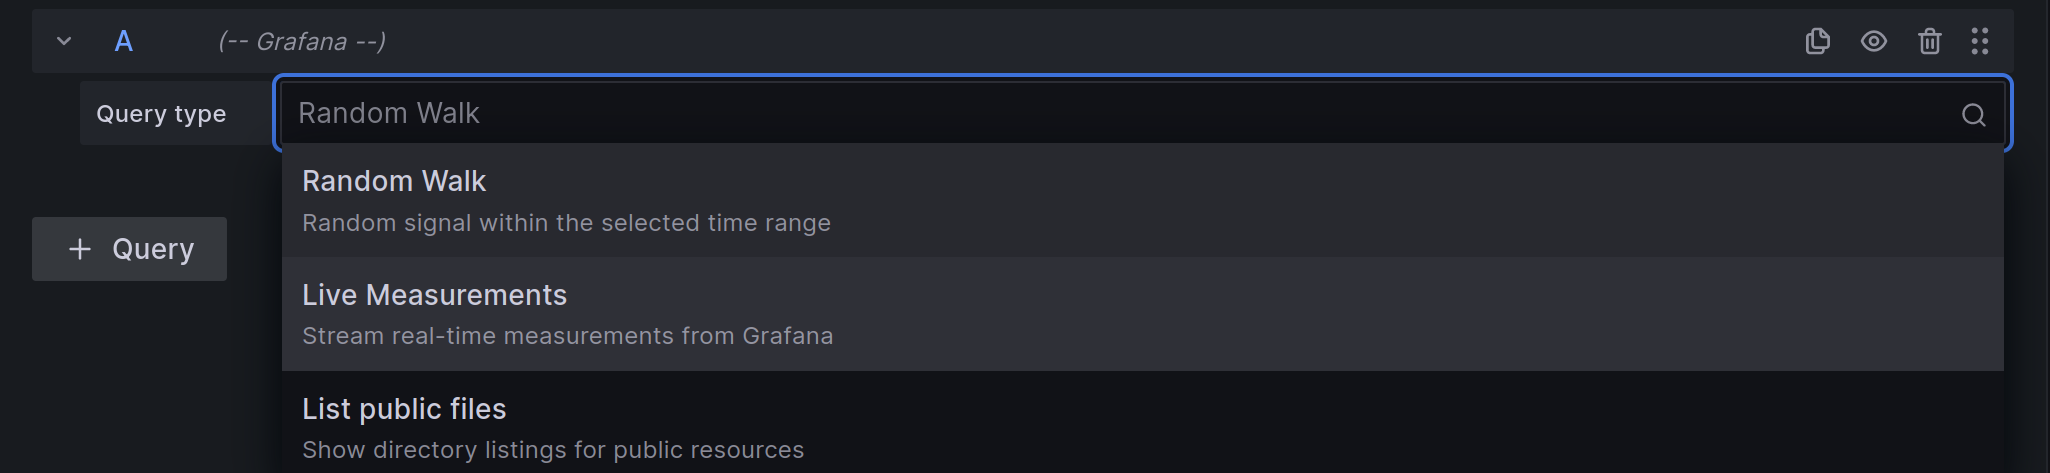 A (-- Grafana --)
Query type
Random Walk
Random Walk
Random signal within the selected time range
+ Query
Live Measurements
Stream real-time measurements from Grafana
List public files
Show directory listings for public resources